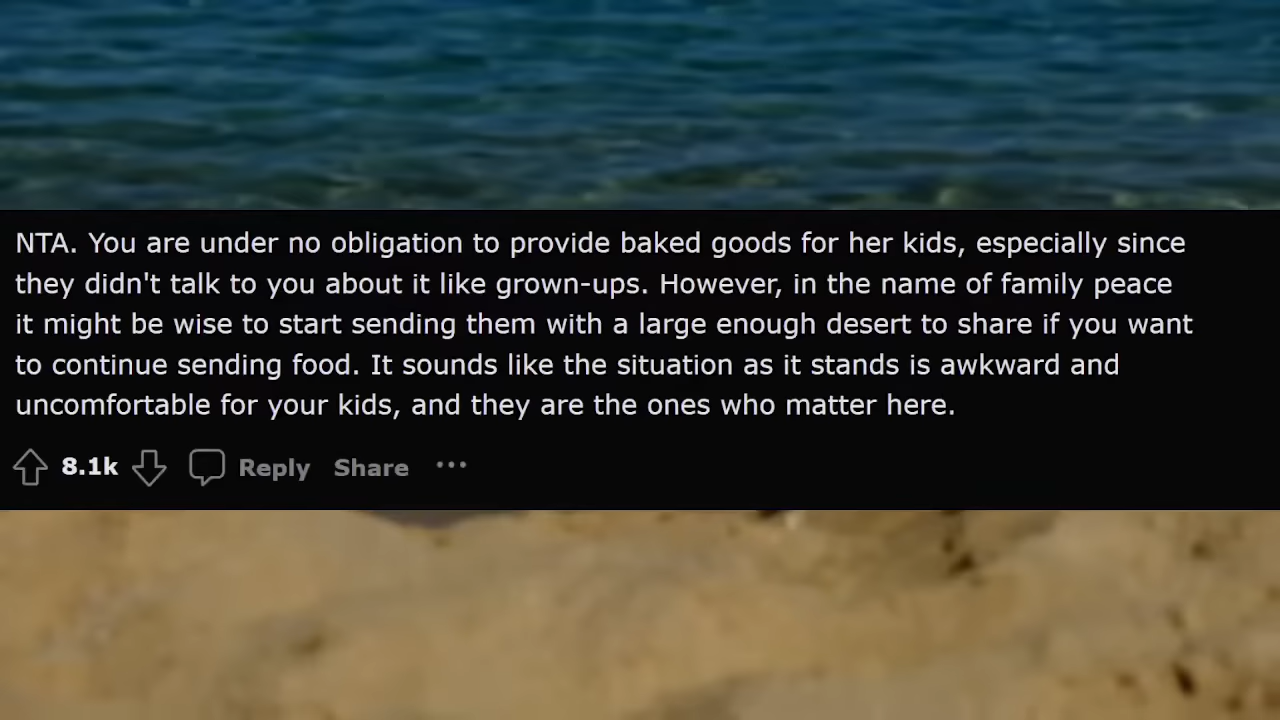 NTA. You are under no obligation to provide baked goods for her kids, especially since
they didn't talk to you about it like grown-ups. However, in the name of family peace
it might be wise to start sending them with a large enough desert to share if you want
to continue sending food. It sounds like the situation as it stands is awkward and
uncomfortable for your kids, and they are the ones who matter here.
8.1k Reply Share ···